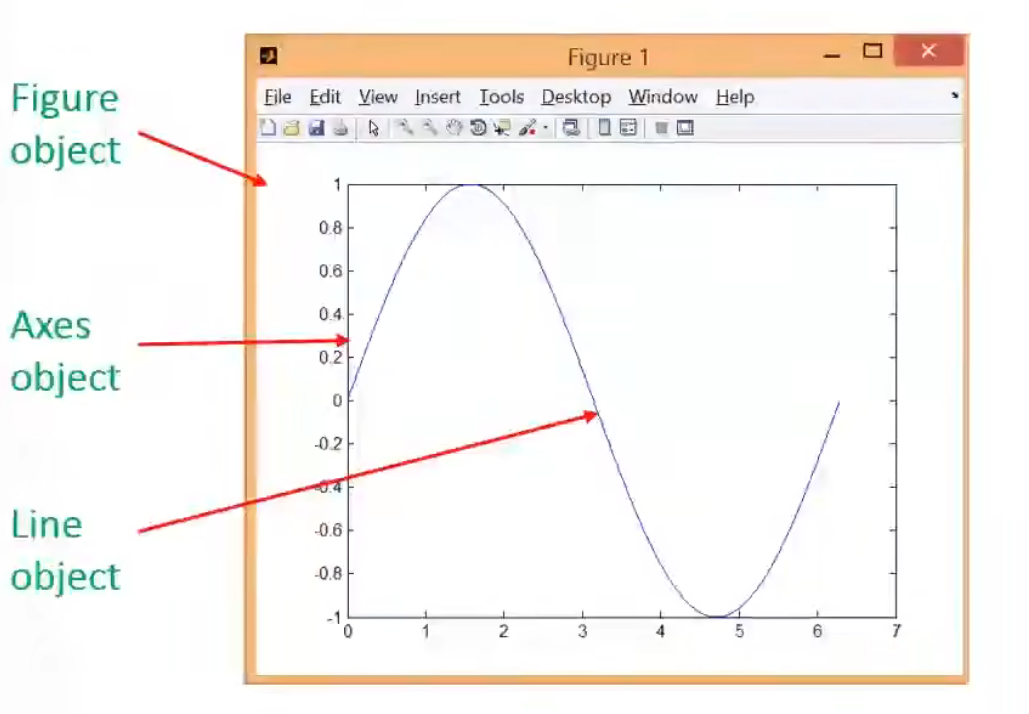 Figure 1
File Edit View Insert Tools Desktop Window Help
Figure
object
Axes
object
Line
object
1
0.8
0.6
0.4
0.2
0
-0.2
-0.4
-0.6
-0.8
-1
0 1 2 3 4 5 6 7